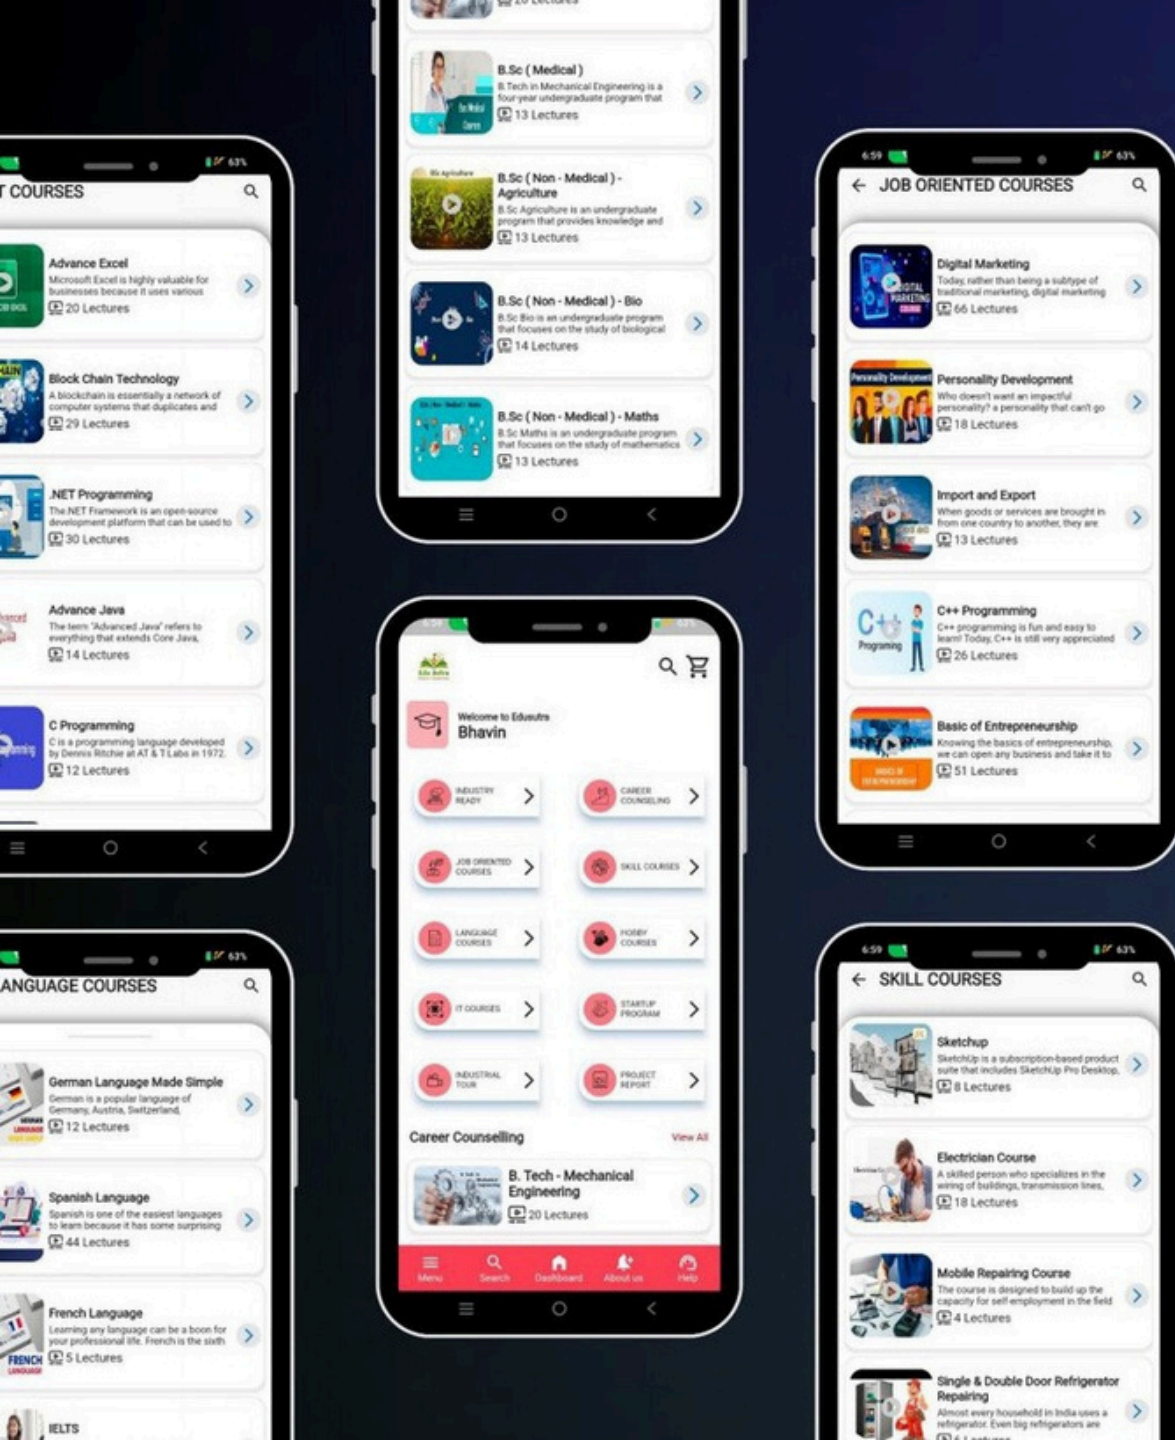 T COURSES
Advance Excel
Microsoft Excel is highly valuable for
businesses because it uses various
20 Lectures
Block Chain Technology
A blockchain is essentially a network of
computer systems that duplicates and
29 Lectures
.NET Programming
The.NET Framework is an open-source
development platform that can be used to
30 Lectures
Advance Java
The term "Advanced Java" refers to
everything that extends Core Java,
14 Lectures
C Programming
C is a programming language developed
by Dennis Ritchie at AT & T Labs in 1972.
12 Lectures
63%
ANGUAGE COURSES
German Language Made Simple
German is a popular language of
Germany, Austria, Switzerland,
12 Lectures
Spanish Language
Spanish is one of the easiest languages
to learn because it has some surprising
44 Lectures
French Language
Learning any language can be a boon for
your professional life. French is the sixth
5 Lectures
FRENCH
LANGUAGE
IELTS
63%
B.Sc ( Medical )
B.Tech in Mechanical Engineering is a
four-year undergraduate program that
13 Lectures
B.Sc ( Non - Medical ) -
Agriculture
B.Sc Agriculture is an undergraduate
program that provides knowledge and
13 Lectures
B.Sc ( Non - Medical ) - Bio
B.Sc Bio is an undergraduate program
that focuses on the study of biological
14 Lectures
B.Sc ( Non - Medical ) - Maths
B.Sc Maths is an undergraduate program
that focuses on the study of mathematics
13 Lectures
6:59
63%
Welcome to Edusutra
Bhavin
INDUSTRY
READY
CAREER
COUNSELING
JOB ORIENTED
COURSES
SKILL COURSES
LANGUAGE
COURSES
HOBBY
COURSES
IT COURSES
STARTUP
PROGRAM
INDUSTRIAL
TOUR
PROJECT
REPORT
Career Counselling
View All
B. Tech - Mechanical
Engineering
20 Lectures
Menu
Search
Dashboard
About us
Help
6:59
63%
JOB ORIENTED COURSES
DIGITAL
MARKETING
COURSE
Digital Marketing
Today, rather than being a subtype of
traditional marketing, digital marketing
66 Lectures
Personality Development
Personality Development
Who doesn't want an impactful
personality? a personality that can't go
18 Lectures
Import and Export
When goods or services are brought in
from one country to another, they are
13 Lectures
C++
Programing
C++ Programming
C++ programming is fun and easy to
learn! Today, C++ is still very appreciated
26 Lectures
Basic of Entrepreneurship
Knowing the basics of entrepreneurship,
we can open any business and take it to
51 Lectures
6:59
63%
SKILL COURSES
Sketchup
SketchUp is a subscription-based product
suite that includes SketchUp Pro Desktop,
8 Lectures
Electrician Course
A skilled person who specializes in the
wiring of buildings, transmission lines,
18 Lectures
Mobile Repairing Course
The course is designed to build up the
capacity for self-employment in the field
4 Lectures
Single & Double Door Refrigerator
Repairing
Almost every household in India uses a
refrigerator. Even big refrigerators are